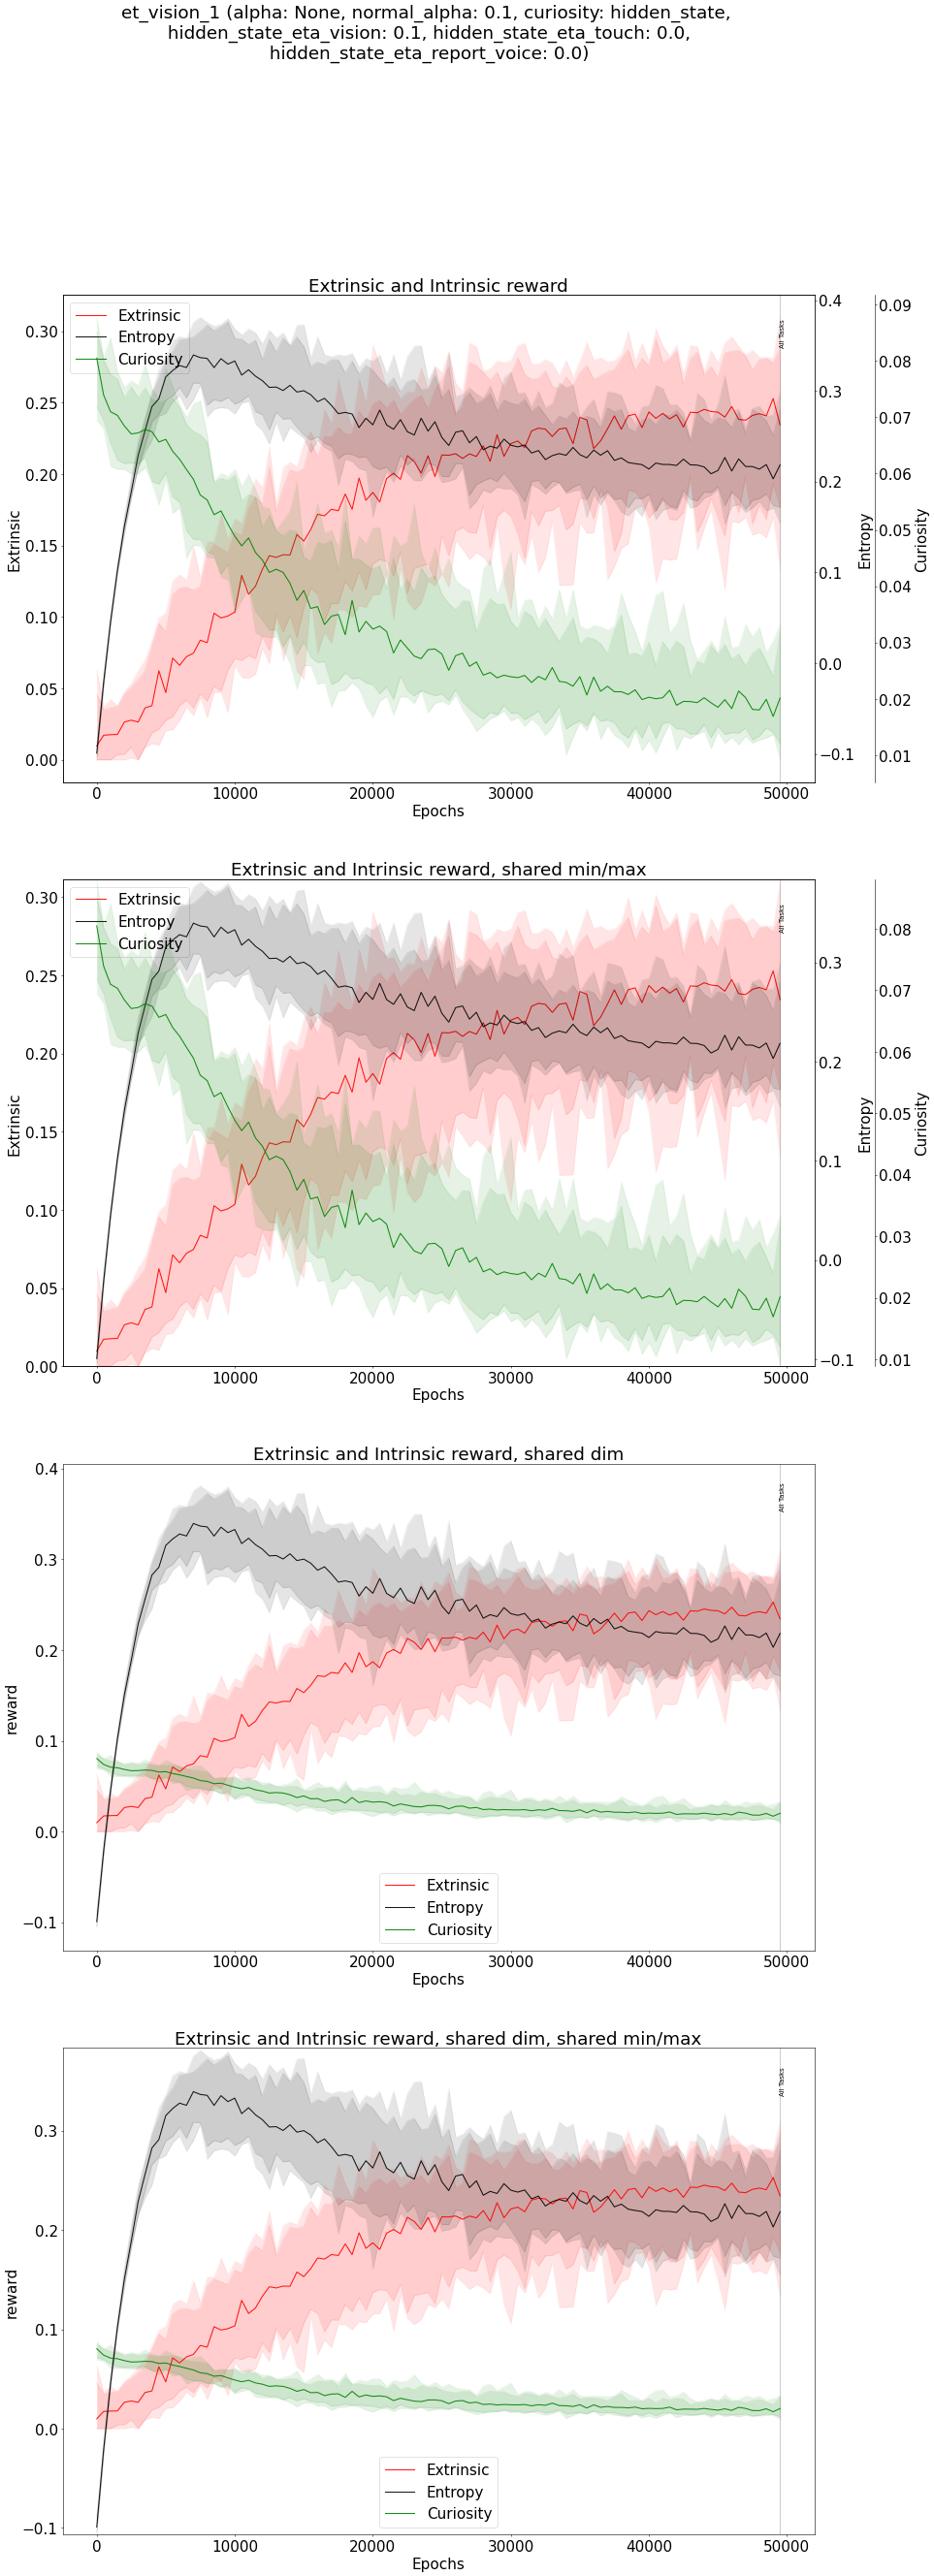 et_vision_1 (alpha: None, normal_alpha: 0.1, curiosity: hidden_state,
hidden_state_eta_vision: 0.1, hidden_state_eta_touch: 0.0,
hidden_state_eta_report_voice: 0.0)
Extrinsic and Intrinsic reward
Extrinsic
Entropy
Curiosity
All Tasks
0.30
0.25
0.20
0.15
0.10
0.05
0.00
Extrinsic
0.4
0.3
0.2
0.1
0.0
−0.1
Entropy
0.09
0.08
0.07
0.06
0.05
0.04
0.03
0.02
0.01
Curiosity
0 10000 20000 30000 40000 50000
Epochs
Extrinsic and Intrinsic reward, shared min/max
Extrinsic
Entropy
Curiosity
All Tasks
0.30
0.25
0.20
0.15
0.10
0.05
0.00
Extrinsic
0.3
0.2
0.1
0.0
−0.1
Entropy
0.08
0.07
0.06
0.05
0.04
0.03
0.02
0.01
Curiosity
0 10000 20000 30000 40000 50000
Epochs
Extrinsic and Intrinsic reward, shared dim
All Tasks
0.4
0.3
0.2
0.1
0.0
−0.1
reward
Extrinsic
Entropy
Curiosity
0 10000 20000 30000 40000 50000
Epochs
Extrinsic and Intrinsic reward, shared dim, shared min/max
All Tasks
0.3
0.2
0.1
0.0
−0.1
reward
Extrinsic
Entropy
Curiosity
0 10000 20000 30000 40000 50000
Epochs